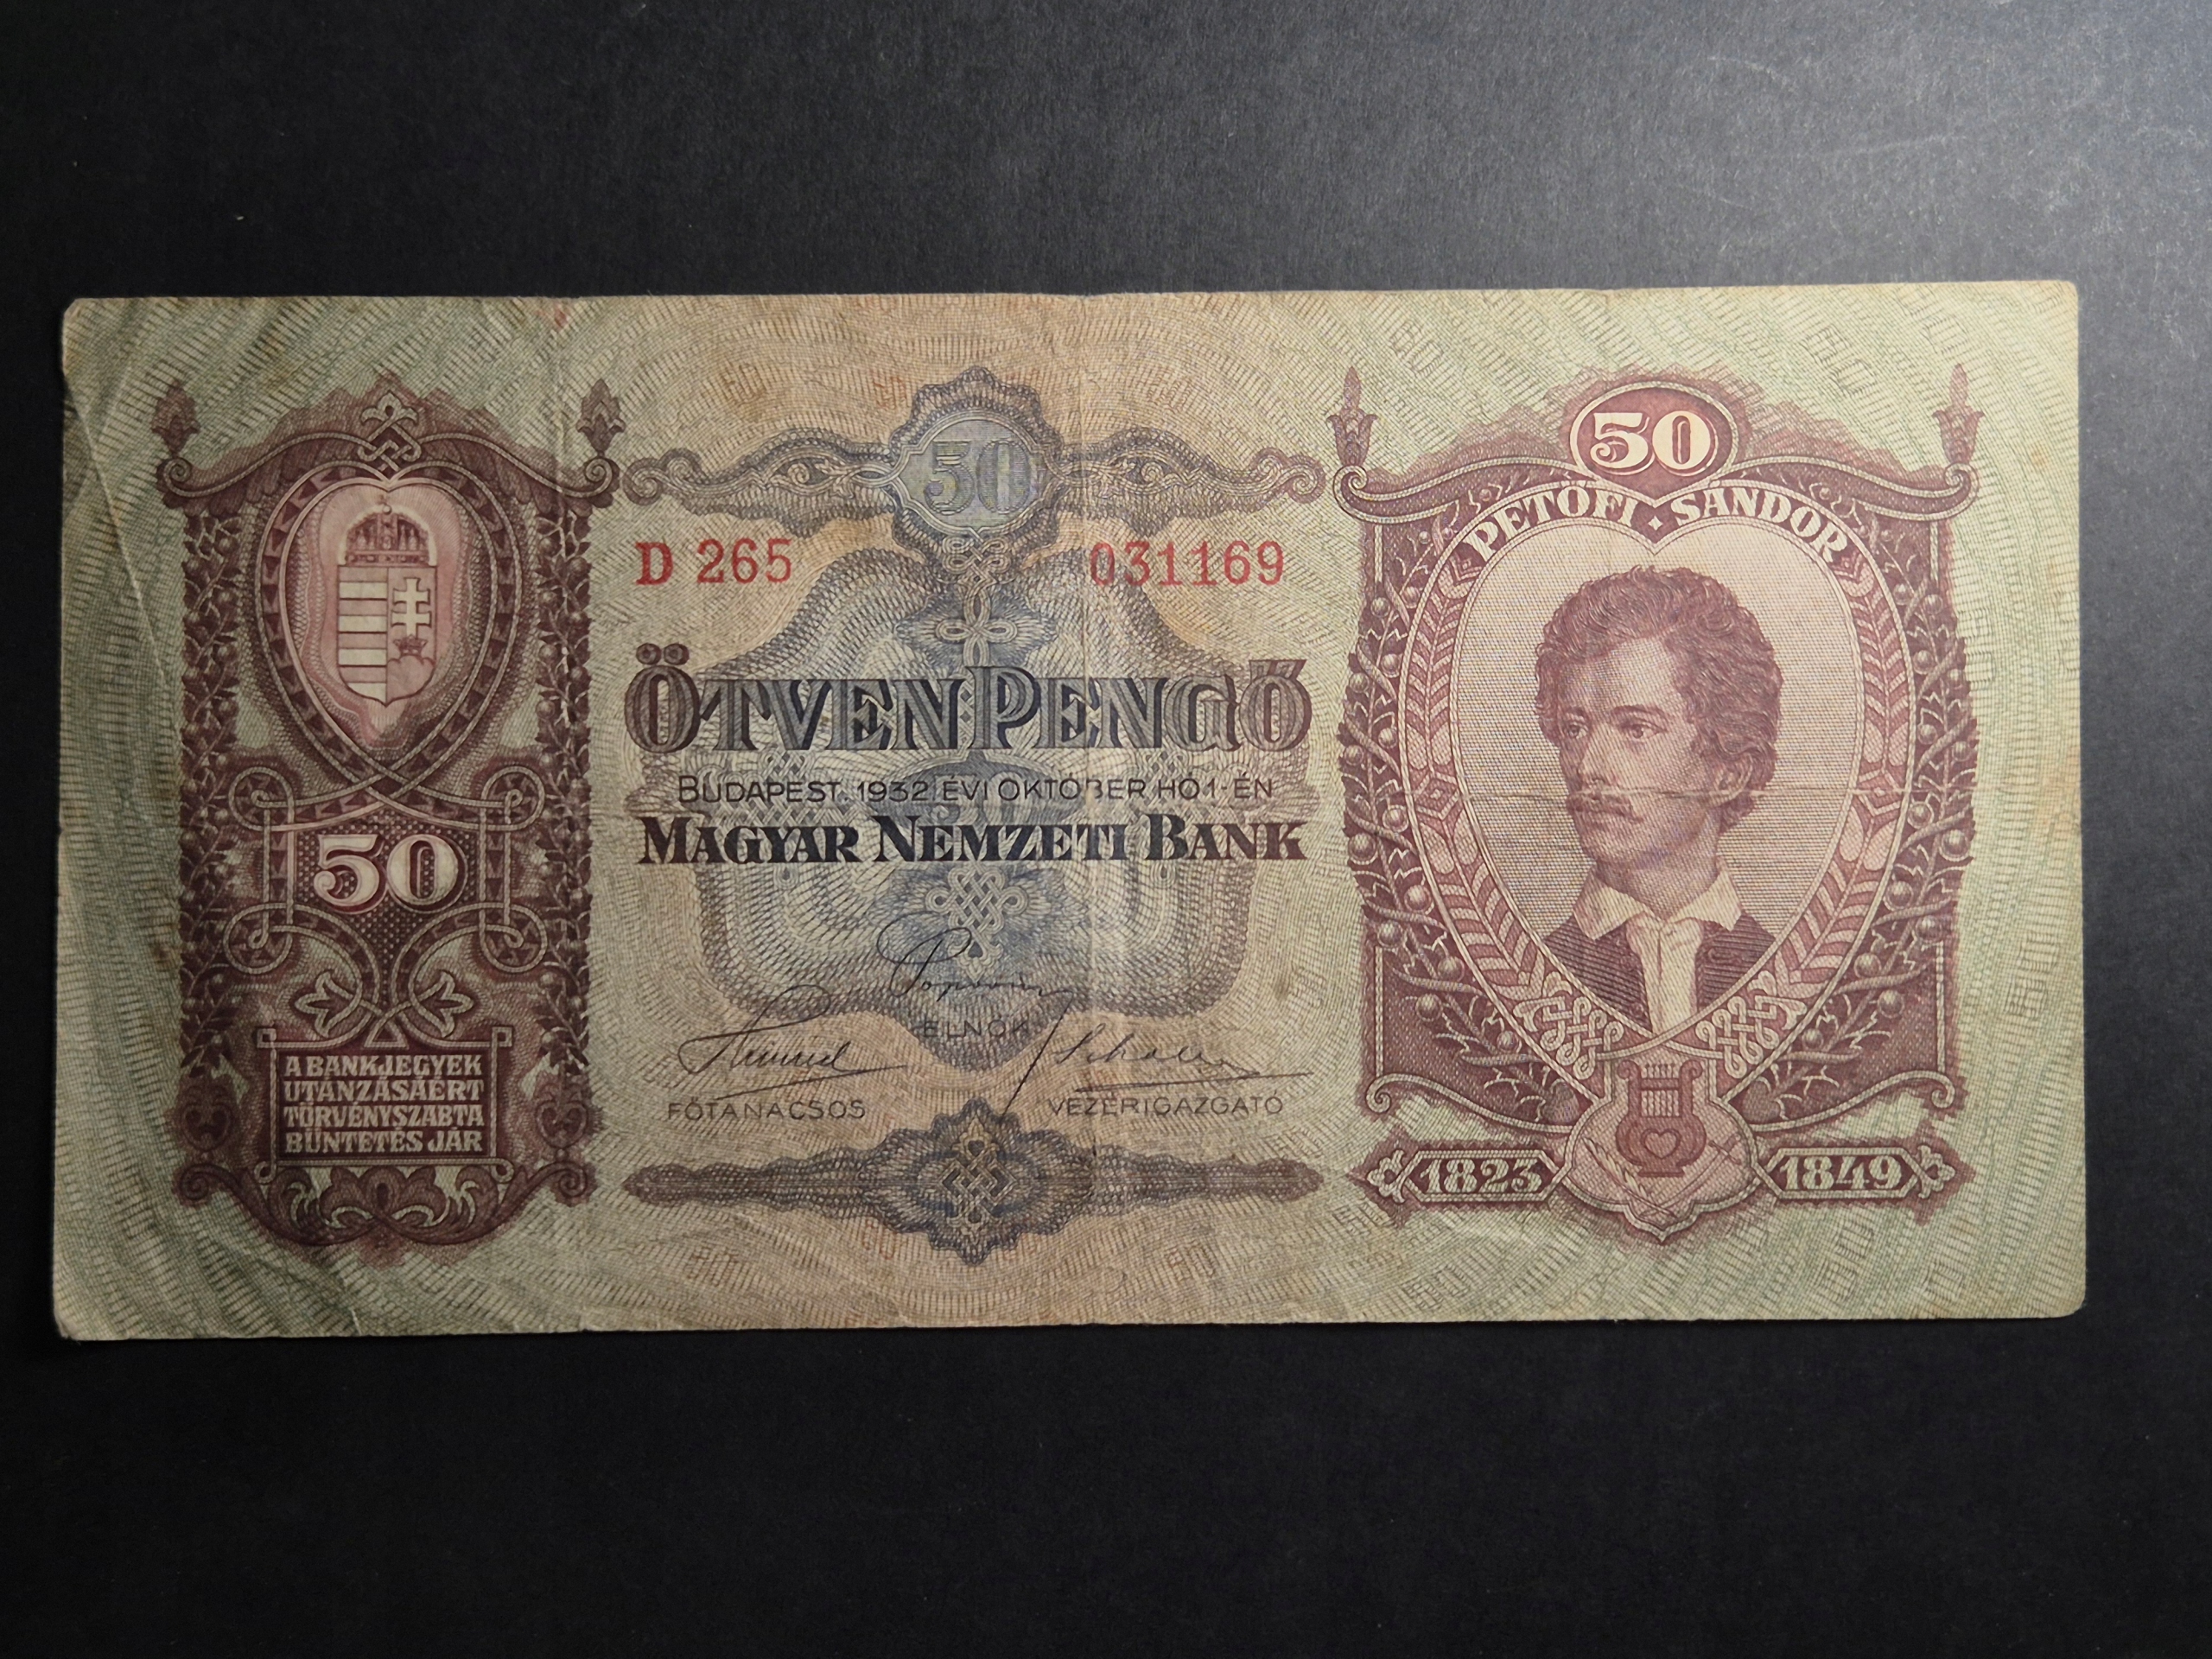 50
PETŐFI · SÁNDOR
50
D 265 031169
ÖTVEN PENGŐ
BUDAPEST, 1932 ÉVI OKTÓBER HÓ 1-ÉN
MAGYAR NEMZETI BANK
50
ELNÖK
FŐTANÁCSOS VEZÉRIGAZGATÓ
A BANKJEGYEK
UTÁNZÁSÁÉRT
TÖRVÉNYSZABTA
BÜNTETÉS JÁR
1823 1849